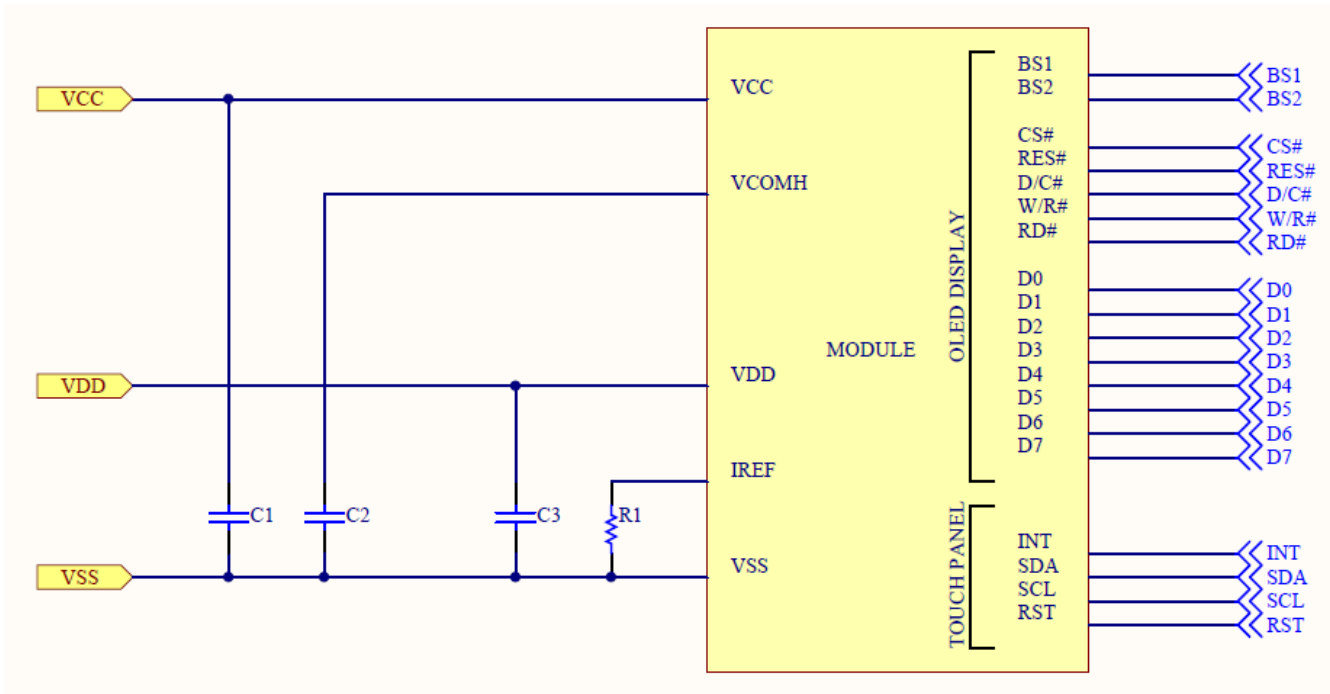 VCC
VDD
VSS
C1
C2
C3
R1
VCC
VCOMH
VDD
IREF
VSS
MODULE
OLED DISPLAY
BS1
BS2
CS#
RES#
D/C#
W/R#
RD#
D0
D1
D2
D3
D4
D5
D6
D7
TOUCH PANEL
INT
SDA
SCL
RST
BS1
BS2
CS#
RES#
D/C#
W/R#
RD#
D0
D1
D2
D3
D4
D5
D6
D7
INT
SDA
SCL
RST